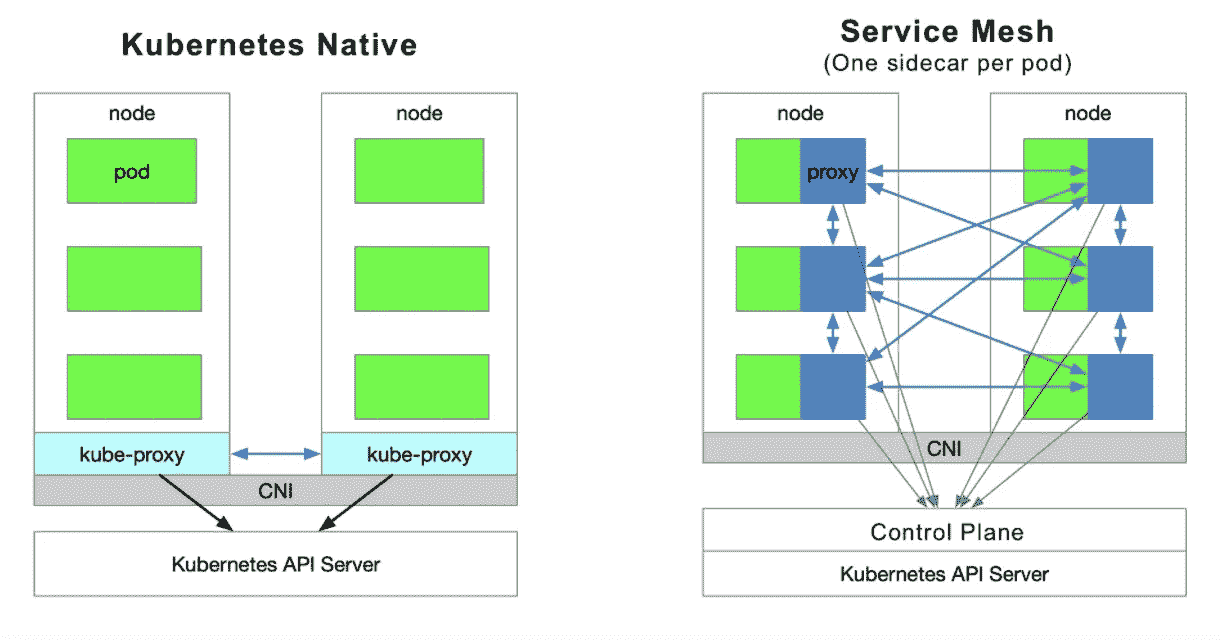 Kubernetes Native
node
node
pod
kube-proxy
kube-proxy
CNI
Kubernetes API Server
Service Mesh
(One sidecar per pod)
node
node
proxy
CNI
Control Plane
Kubernetes API Server